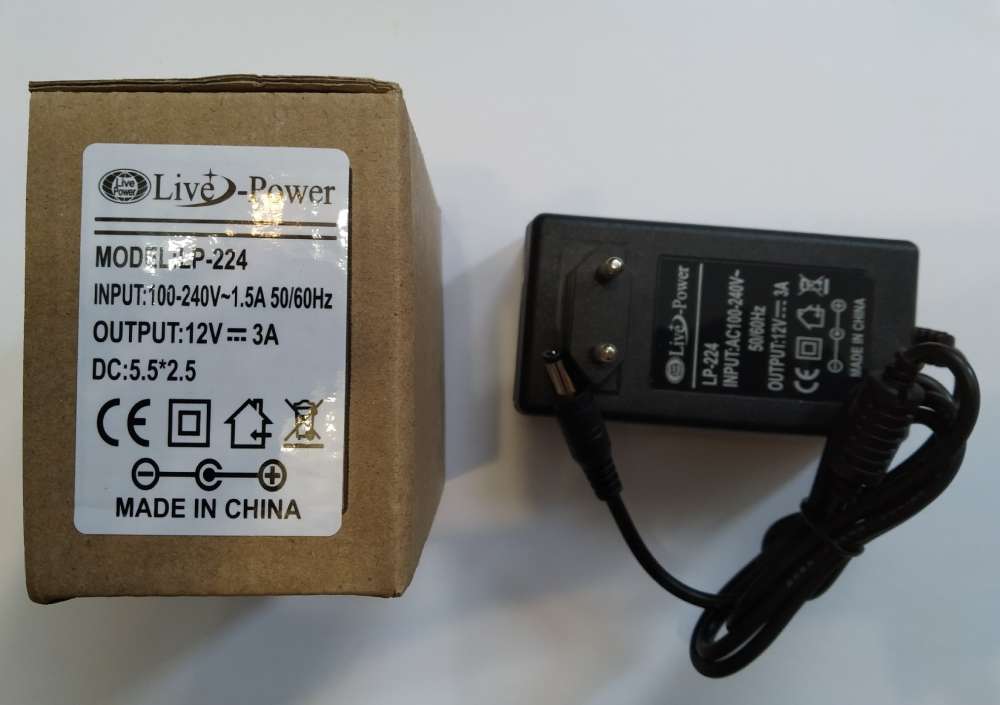 Live Power
Live-Power
MODEL:LP-224
INPUT:100-240V~1.5A 50/60Hz
OUTPUT:12V⎓3A
DC:5.5*2.5
CE
MADE IN CHINA
Live-Power
LP-224
INPUT:AC100-240V~
50/60Hz
OUTPUT:12V⎓3A
CE
MADE IN CHINA